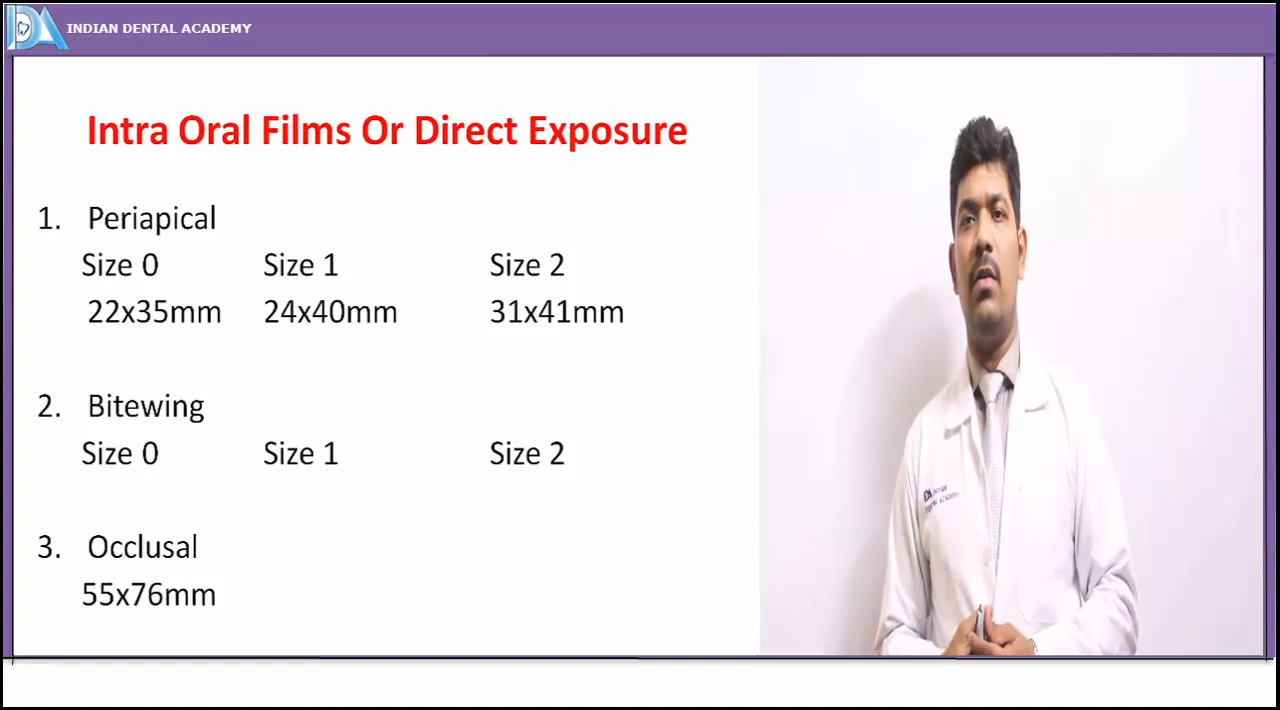 INDIAN DENTAL ACADEMY
Intra Oral Films Or Direct Exposure
1. Periapical
Size 0 Size 1 Size 2
22x35mm 24x40mm 31x41mm
2. Bitewing
Size 0 Size 1 Size 2
3. Occlusal
55x76mm